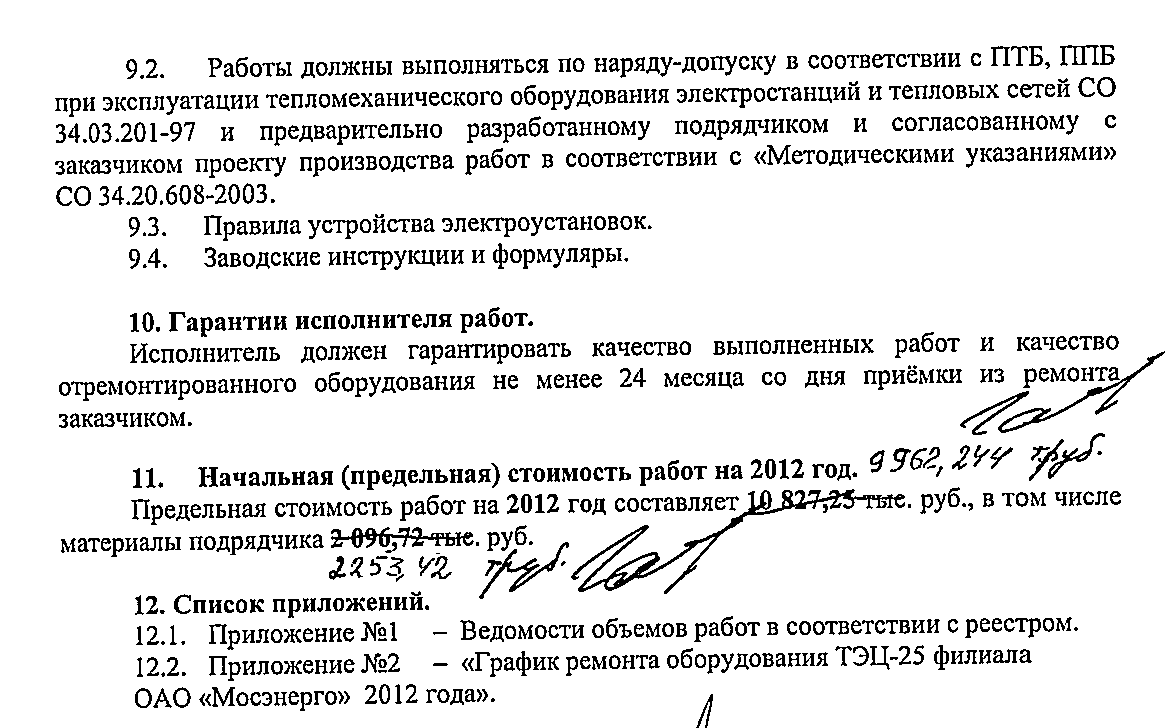 9.2. Работы должны выполняться по наряду-допуску в соответствии с ПТБ, ППБ
при эксплуатации тепломеханического оборудования электростанций и тепловых сетей СО
34.03.201-97 и предварительно разработанному подрядчиком и согласованному с
заказчиком проекту производства работ в соответствии с «Методическими указаниями»
СО 34.20.608-2003.
9.3. Правила устройства электроустановок.
9.4. Заводские инструкции и формуляры.
10. Гарантии исполнителя работ.
Исполнитель должен гарантировать качество выполненных работ и качество
отремонтированного оборудования не менее 24 месяца со дня приёмки из ремонта
заказчиком.
11. Начальная (предельная) стоимость работ на 2012 год. 9962,244 т.руб.
Предельная стоимость работ на 2012 год составляет 10 827,25 тыс. руб., в том числе
материалы подрядчика 2 096,72 тыс. руб.
2253,42 т.руб.
12. Список приложений.
12.1. Приложение №1 – Ведомости объемов работ в соответствии с реестром.
12.2. Приложение №2 – «График ремонта оборудования ТЭЦ-25 филиала
ОАО «Мосэнерго» 2012 года».